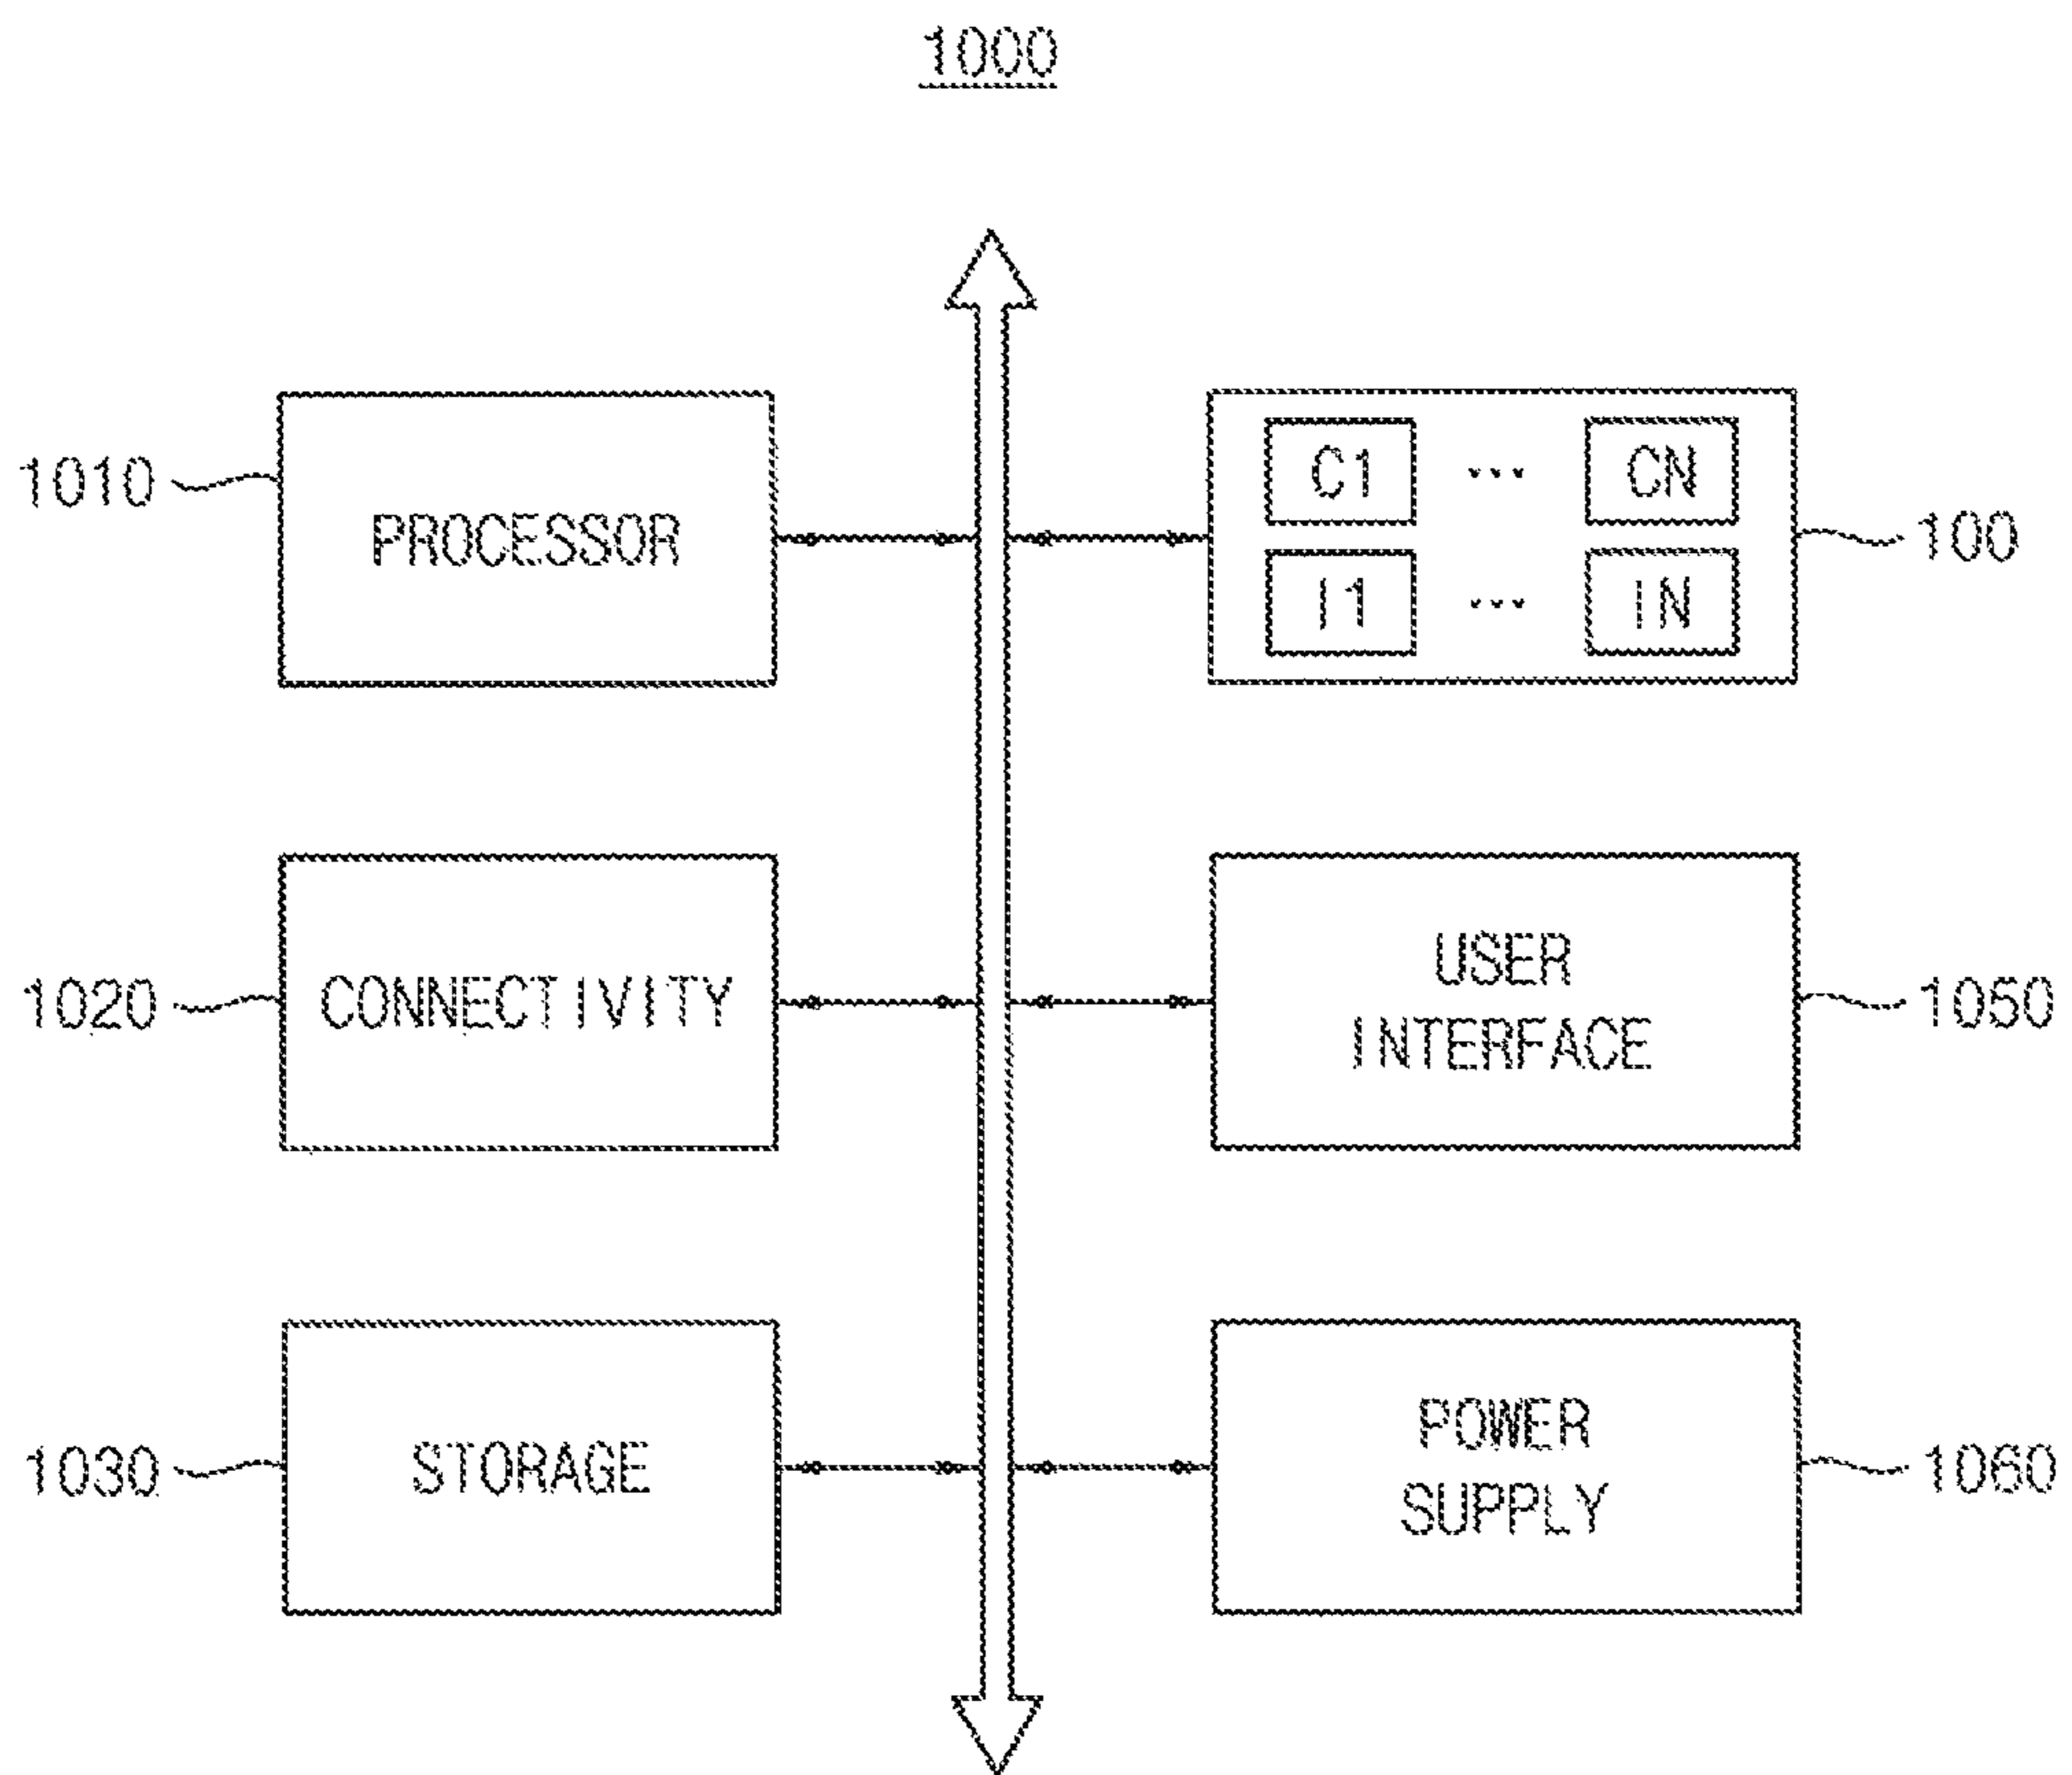 1000
1010
PROCESSOR
C1 ... CN
I1 ... IN
100
1020
CONNECTIVITY
USER
INTERFACE
1050
1030
STORAGE
POWER
SUPPLY
1060